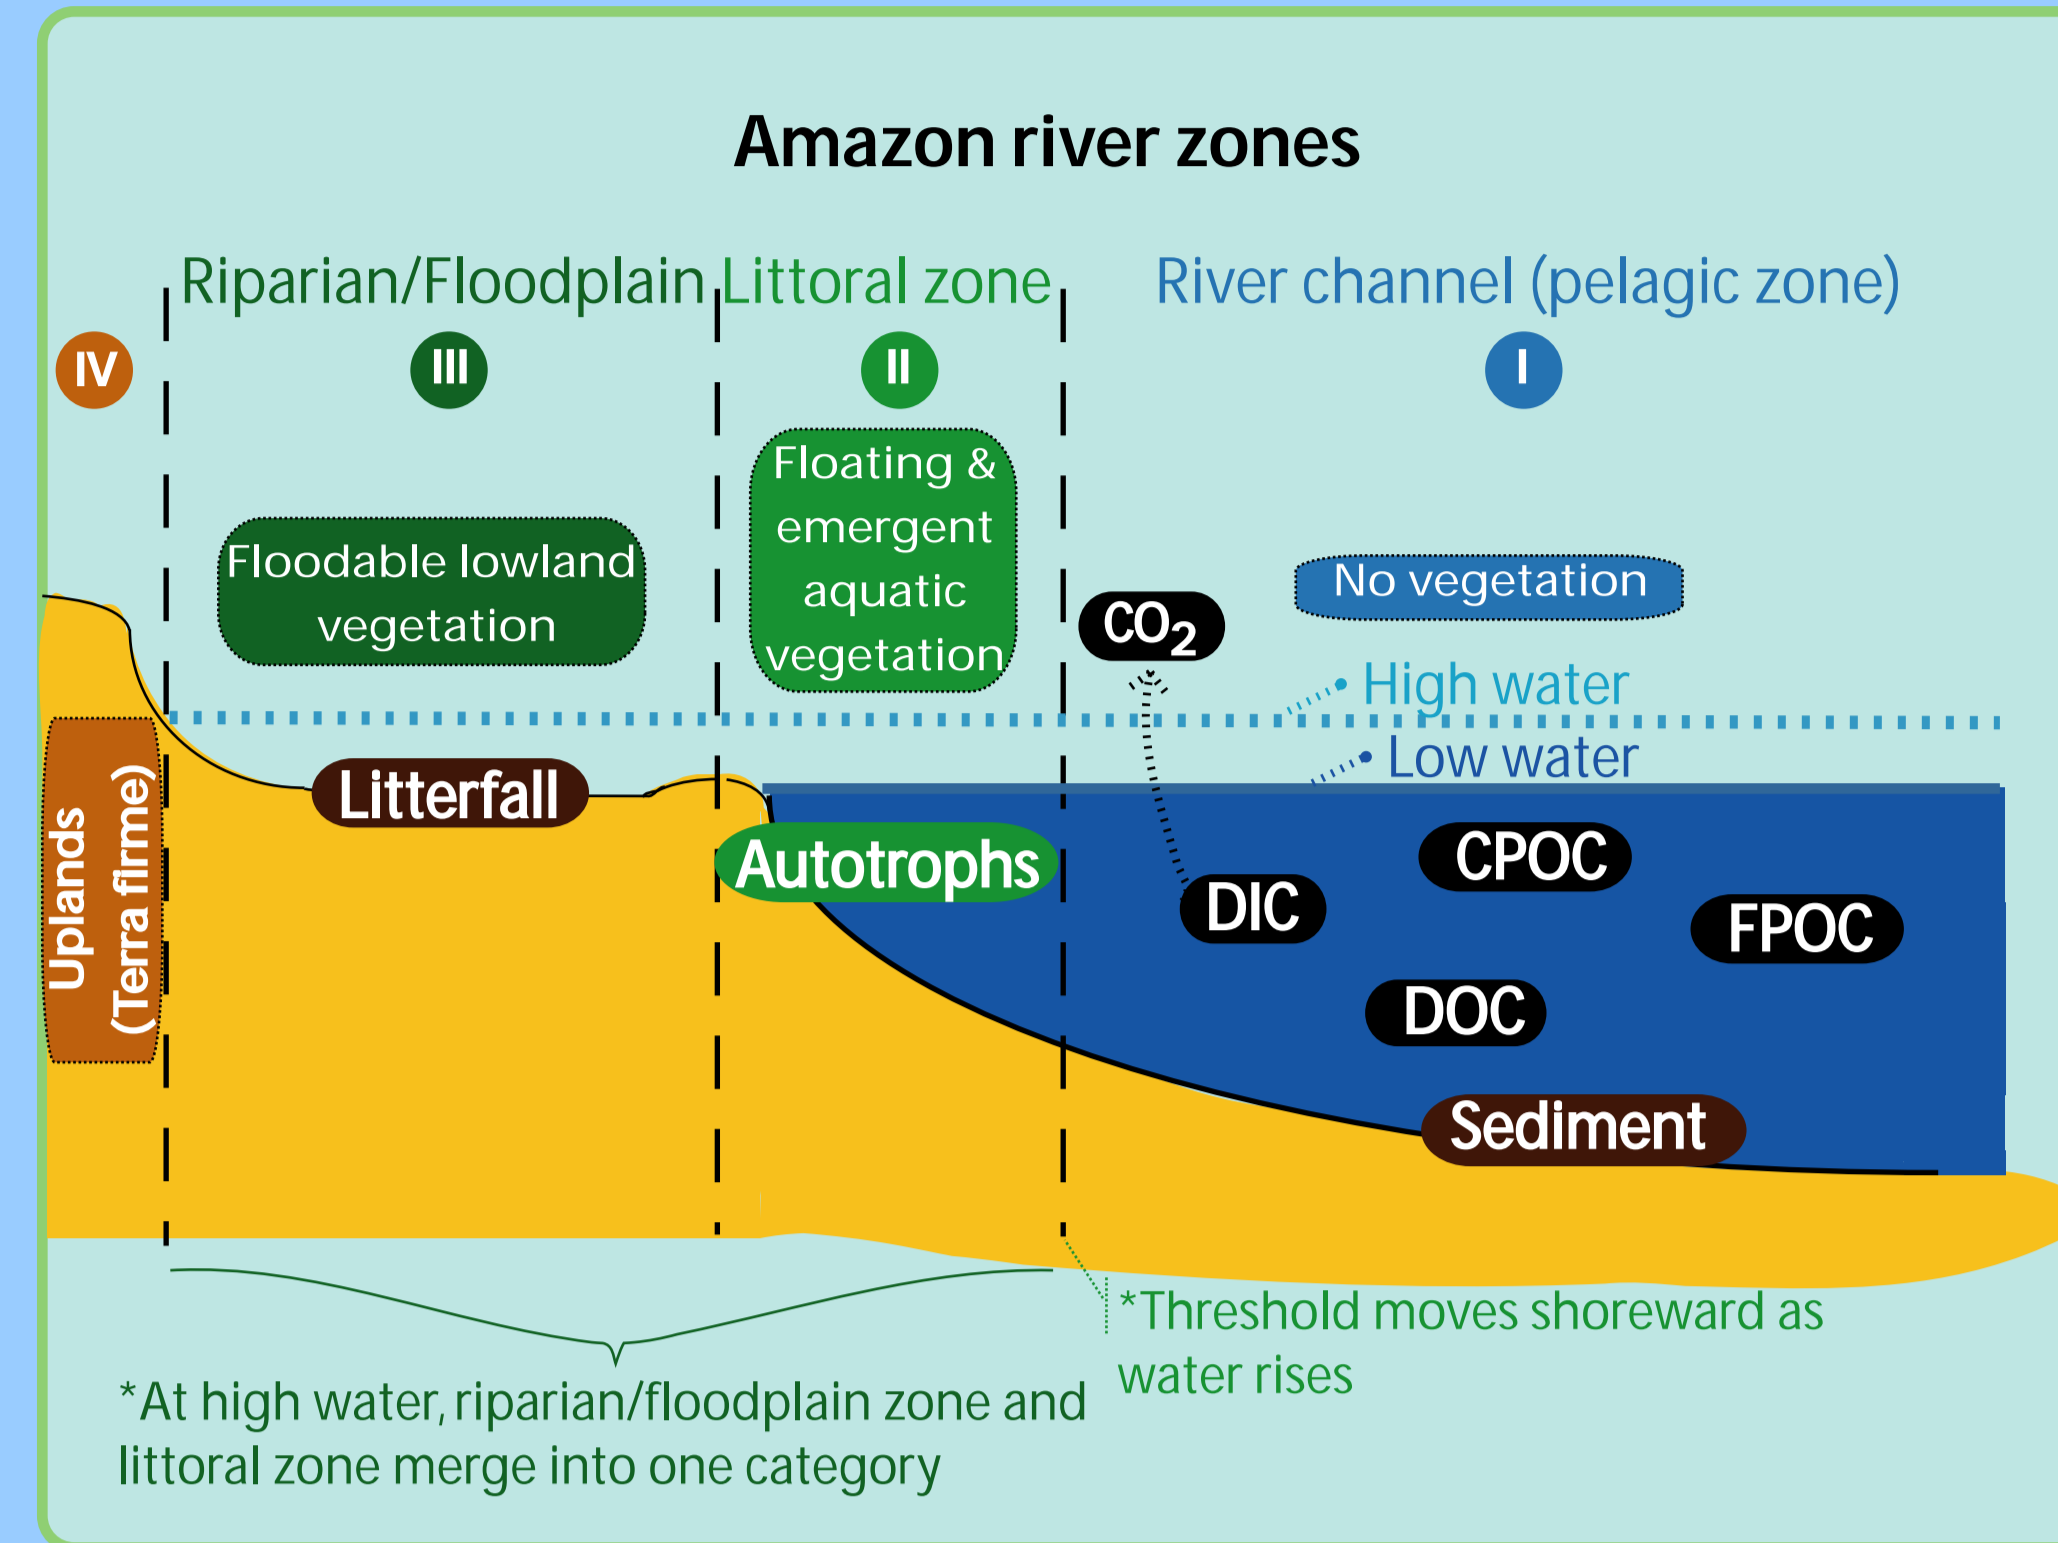 Amazon river zones
Riparian/Floodplain
Littoral zone
River channel (pelagic zone)
IV
III
II
I
Floodable lowland
vegetation
Floating &
emergent
aquatic
vegetation
No vegetation
CO₂
High water
Low water
Uplands
(Terra firme)
Litterfall
Autotrophs
DIC
CPOC
FPOC
DOC
Sediment
*Threshold moves shoreward as
water rises
*At high water, riparian/floodplain zone and
littoral zone merge into one category